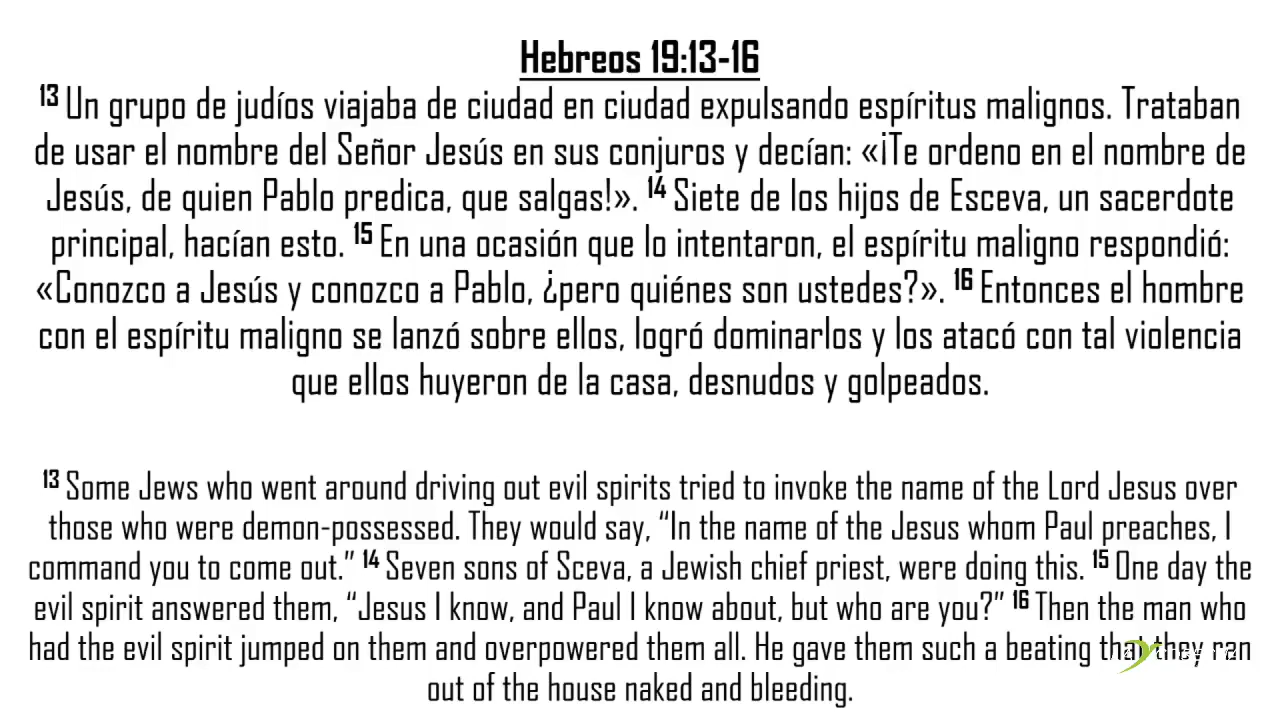 Hebreos 19:13-16
13 Un grupo de judíos viajaba de ciudad en ciudad expulsando espíritus malignos. Trataban
de usar el nombre del Señor Jesús en sus conjuros y decían: «¡Te ordeno en el nombre de
Jesús, de quien Pablo predica, que salgas!». 14 Siete de los hijos de Esceva, un sacerdote
principal, hacían esto. 15 En una ocasión que lo intentaron, el espíritu maligno respondió:
«Conozco a Jesús y conozco a Pablo, ¿pero quiénes son ustedes?». 16 Entonces el hombre
con el espíritu maligno se lanzó sobre ellos, logró dominarlos y los atacó con tal violencia
que ellos huyeron de la casa, desnudos y golpeados.
13 Some Jews who went around driving out evil spirits tried to invoke the name of the Lord Jesus over
those who were demon-possessed. They would say, “In the name of the Jesus whom Paul preaches, I
command you to come out.” 14 Seven sons of Sceva, a Jewish chief priest, were doing this. 15 One day the
evil spirit answered them, “Jesus I know, and Paul I know about, but who are you?” 16 Then the man who
had the evil spirit jumped on them and overpowered them all. He gave them such a beating that they ran
out of the house naked and bleeding.